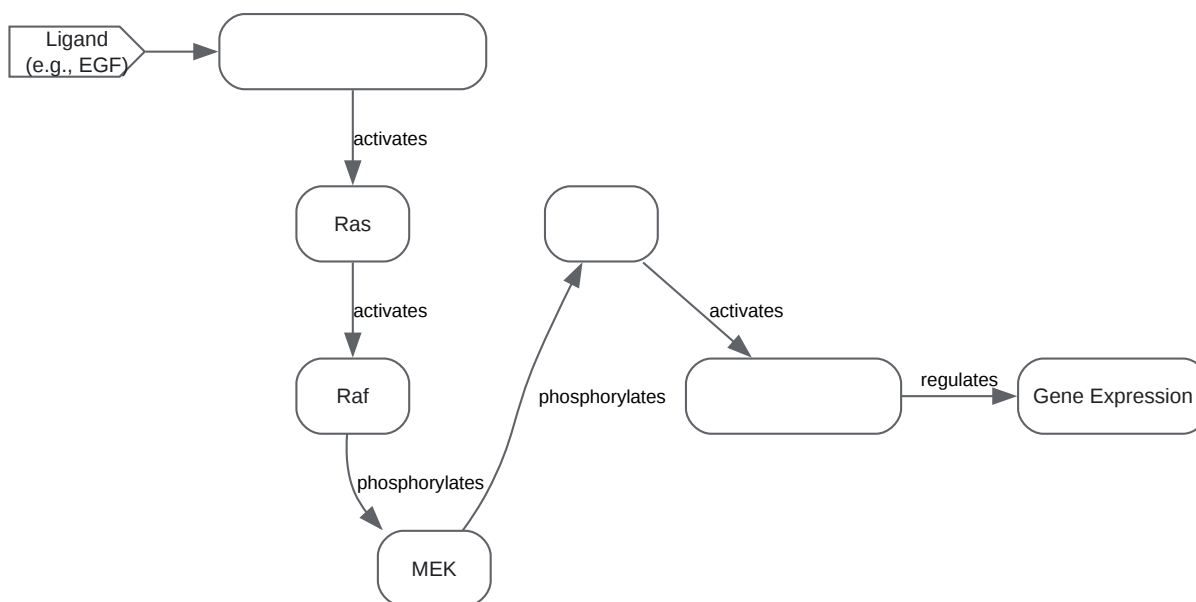 Ligand
(e.g., EGF)
activates
Ras
activates
activates
Raf
phosphorylates
regulates
Gene Expression
phosphorylates
MEK